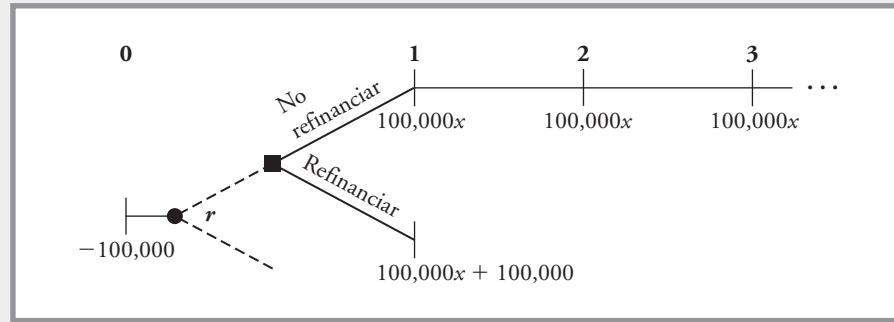 0 1 2 3
No
refinanciar
100,000x 100,000x 100,000x ...
Refinanciar
r
−100,000
100,000x + 100,000